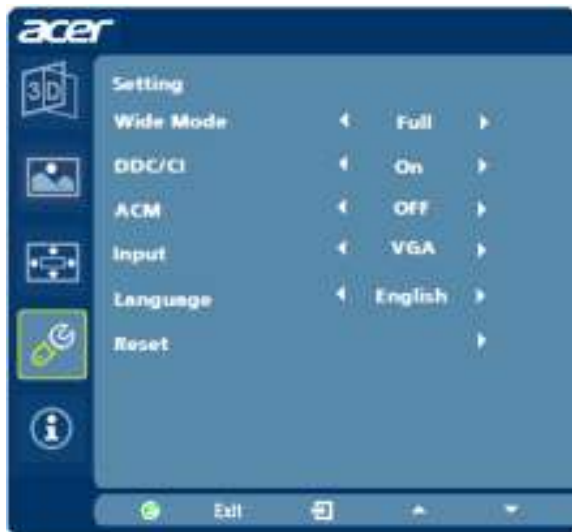 acer
3D
Setting
Wide Mode Full
DDC/CI On
ACM OFF
Input VGA
Language English
Reset
Exit